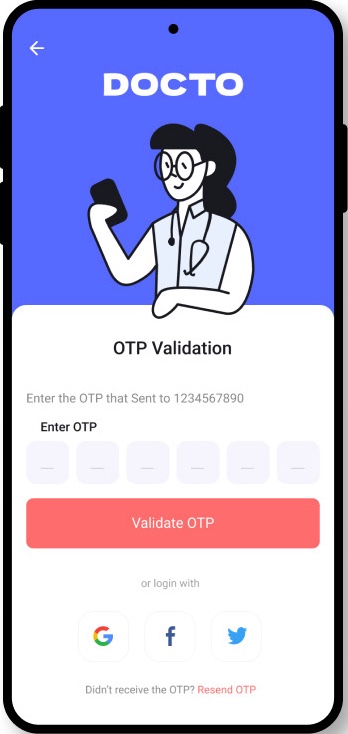 DOCTO
OTP Validation
Enter the OTP that Sent to 1234567890
Enter OTP
Validate OTP
or login with
Didn't receive the OTP? Resend OTP